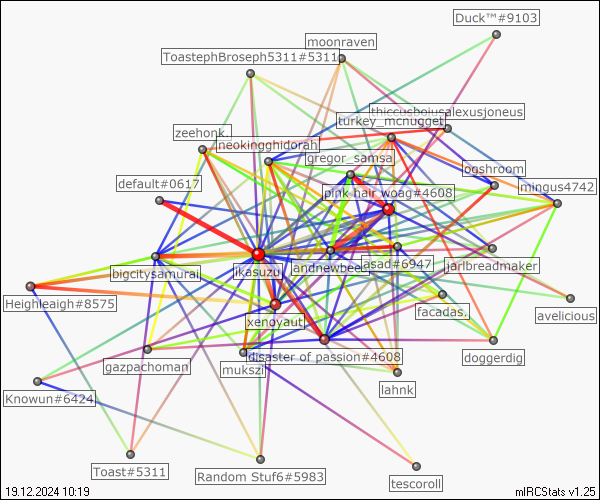 Duck™#9103
moonraven
ToastephBroseph5311#5311
thiccusboiusalexusjoneus
turkey_mcnugget
zeehonk.
neokingghidorah
gregor_samsa
ogshroom
default#0617
pink hair woag#4608
mingus4742
bigcitysamurai
ikasuzu
landnewbeef
asad#6947
jarlbreadmaker
Heighleaigh#8575
xenoyaut
facadas.
avelicious
gazpachoman
mukszi
disaster of passion#4608
doggerdig
Knowun#6424
lahnk
Toast#5311
Random Stuf6#5983
tescoroll
19.12.2024 10:19
mIRCStats v1.25